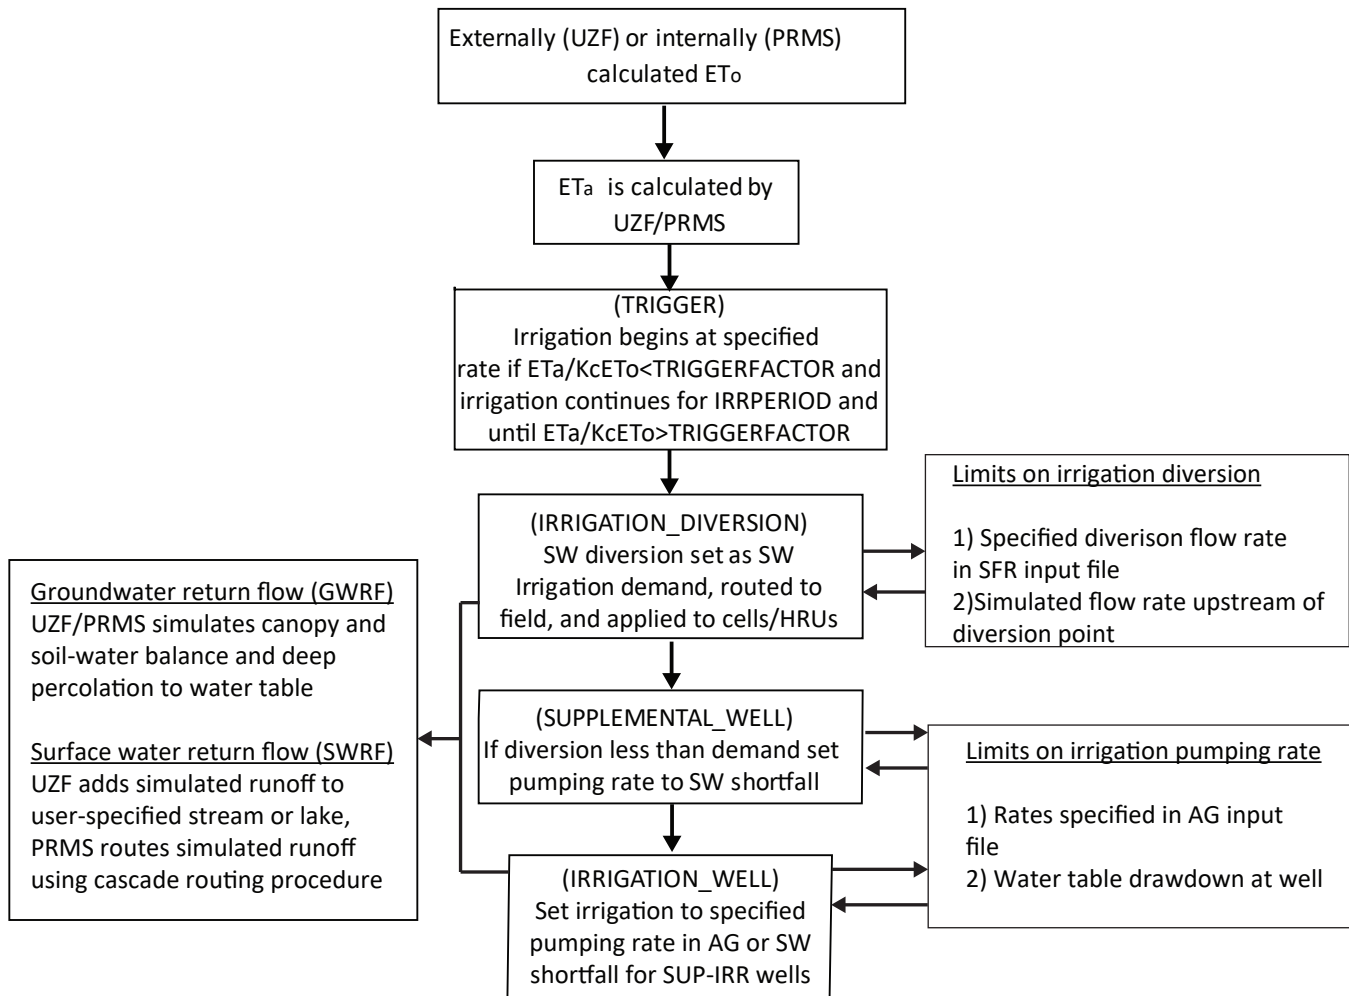 Externally (UZF) or internally (PRMS)
calculated ETo
ETa is calculated by
UZF/PRMS
(TRIGGER)
Irrigation begins at specified
rate if ETa/KcETo<TRIGGERFACTOR and
irrigation continues for IRRPERIOD and
until ETa/KcETo>TRIGGERFACTOR
Limits on irrigation diversion
1) Specified diverison flow rate
in SFR input file
2)Simulated flow rate upstream of
diversion point
(IRRIGATION_DIVERSION)
SW diversion set as SW
Irrigation demand, routed to
field, and applied to cells/HRUs
Groundwater return flow (GWRF)
UZF/PRMS simulates canopy and
soil-water balance and deep
percolation to water table
Surface water return flow (SWRF)
UZF adds simulated runoff to
user-specified stream or lake,
PRMS routes simulated runoff
using cascade routing procedure
(SUPPLEMENTAL_WELL)
If diversion less than demand set
pumping rate to SW shortfall
Limits on irrigation pumping rate
1) Rates specified in AG input
file
2) Water table drawdown at well
(IRRIGATION_WELL)
Set irrigation to specified
pumping rate in AG or SW
shortfall for SUP-IRR wells